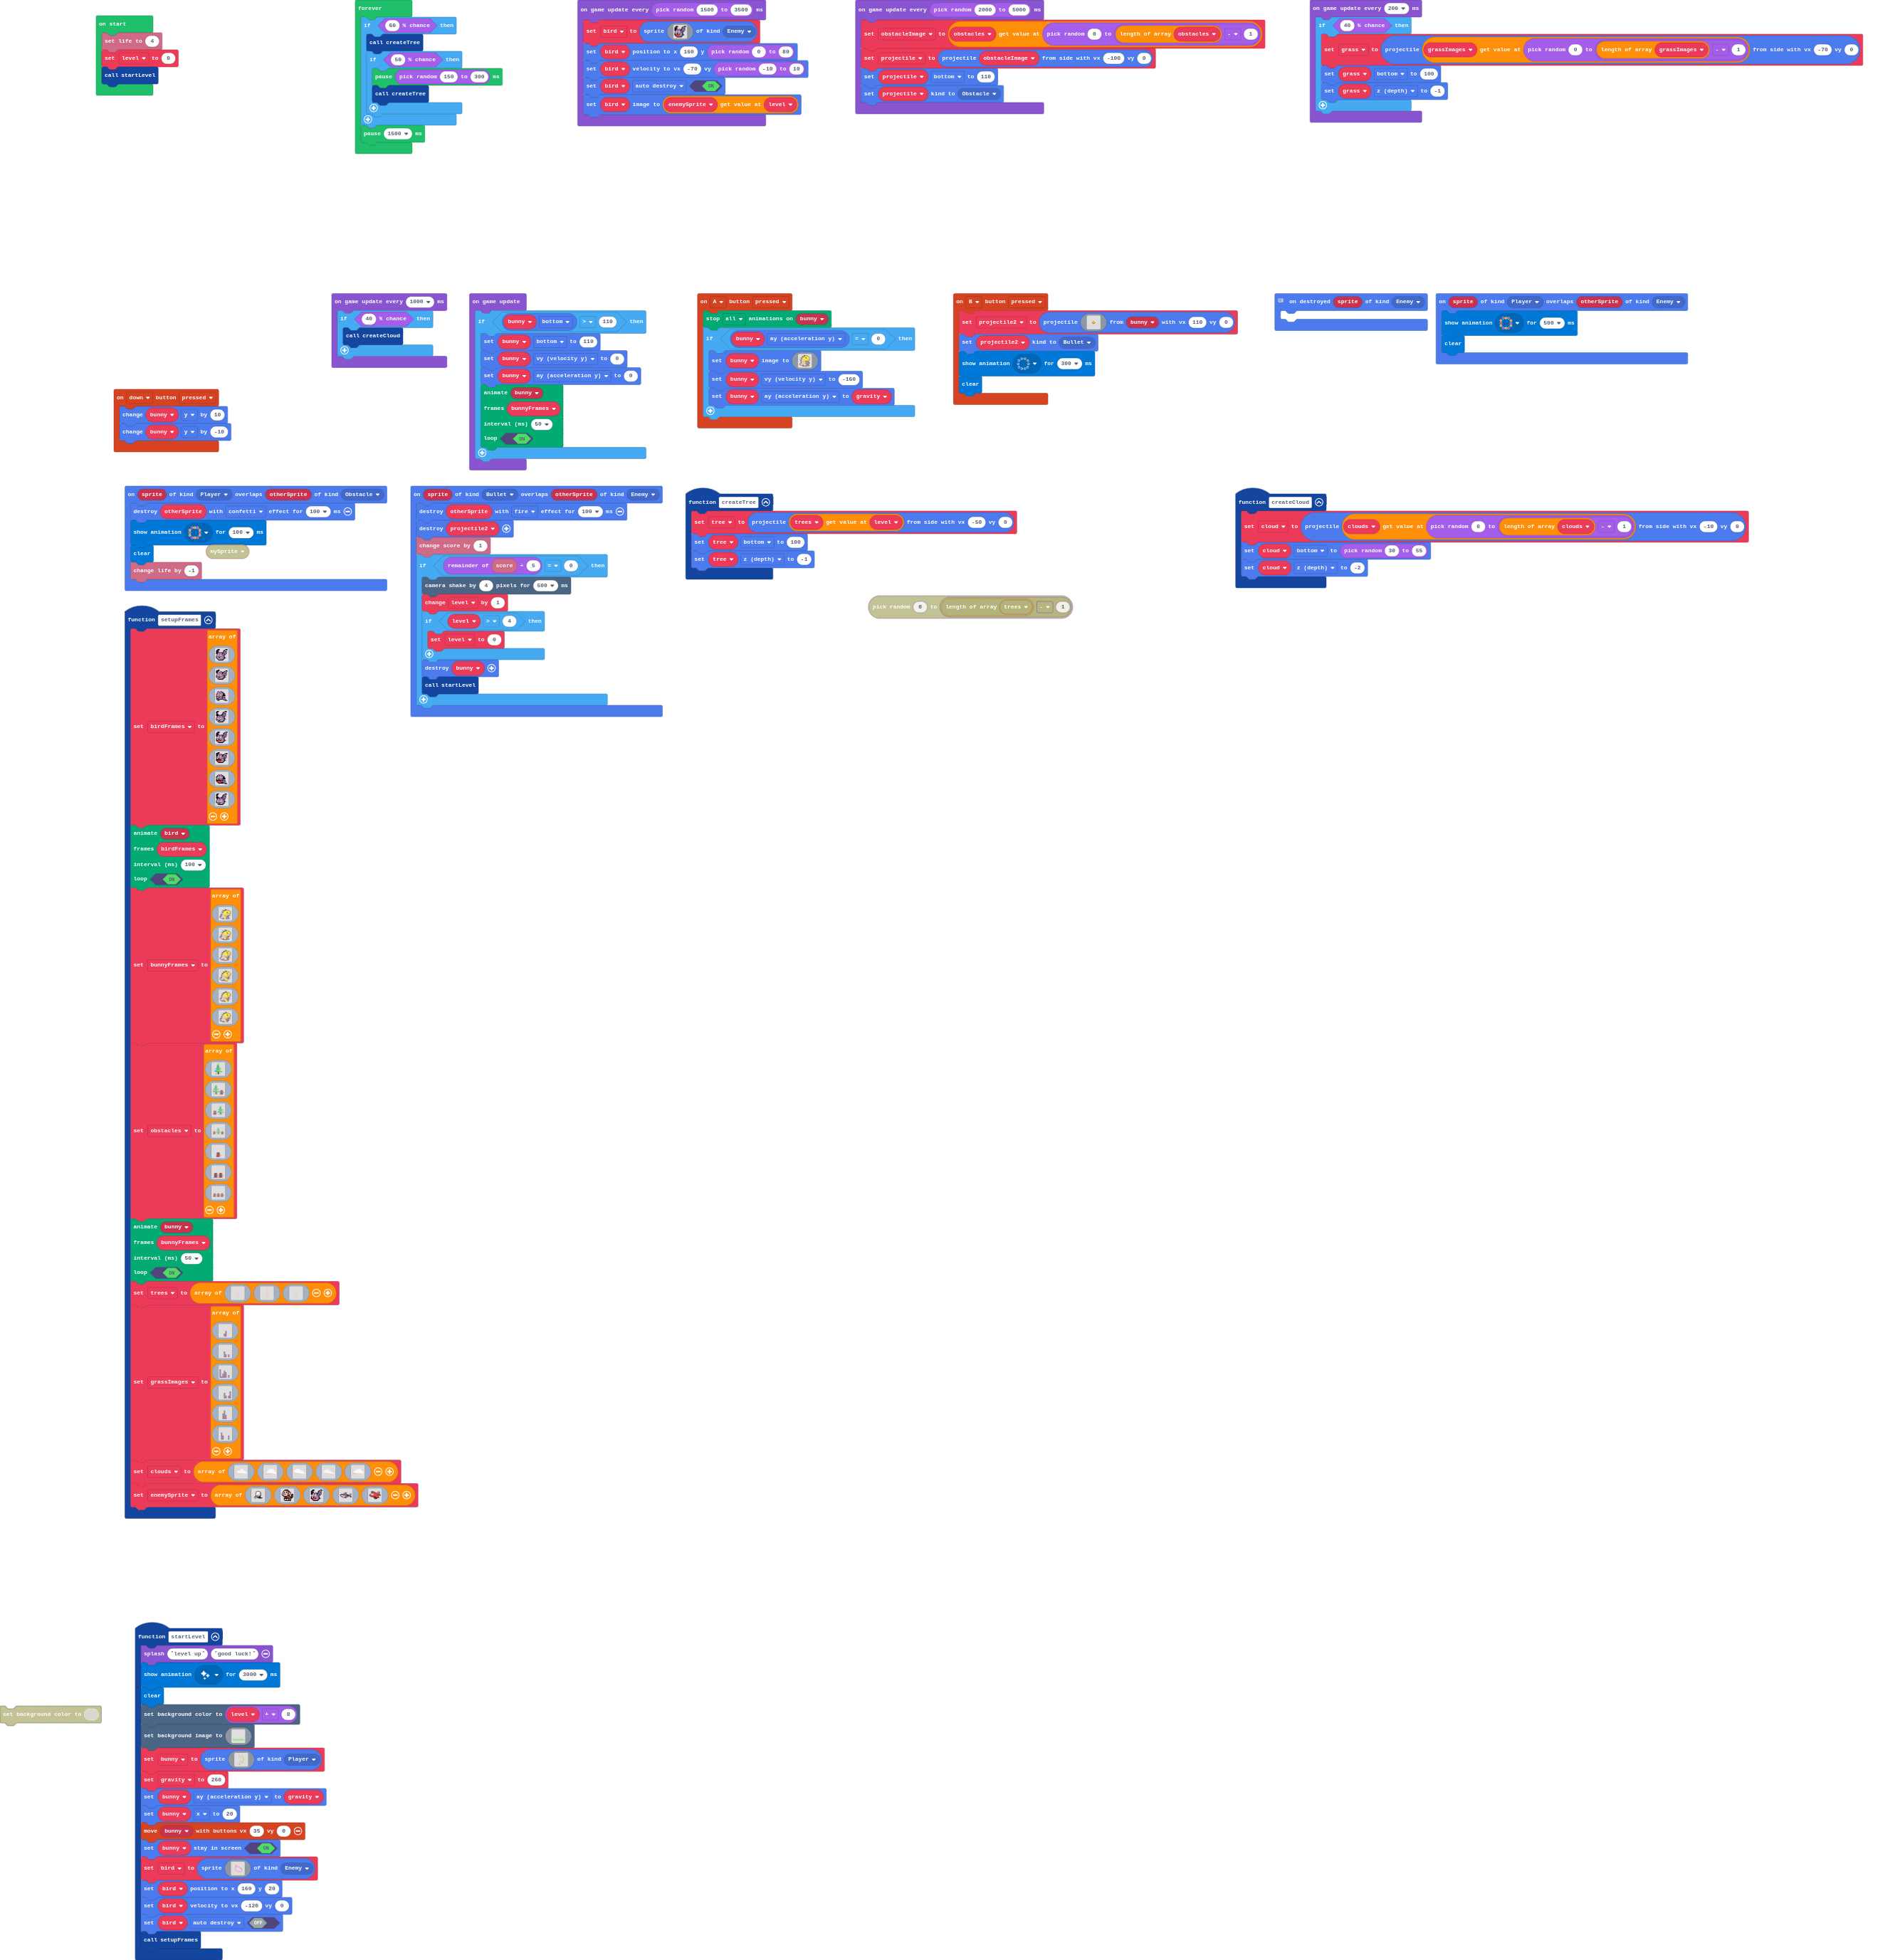 on start
set life to 4
set level to 0
call startLevel
forever
if 60 % chance then
call createTree
if 50 % chance then
pause pick random 150 to 300 ms
call createTree
pause 1500 ms
on game update every pick random 1500 to 3500 ms
set bird to sprite of kind Enemy
set bird position to x 160 y pick random 0 to 80
set bird velocity to vx -70 vy pick random -10 to 10
set bird auto destroy ON
set bird image to enemySprite get value at level
on game update every pick random 2000 to 5000 ms
set obstacleImage to obstacles get value at pick random 0 to length of array obstacles - 1
set projectile to projectile obstacleImage from side with vx -100 vy 0
set projectile bottom to 110
set projectile kind to Obstacle
on game update every 200 ms
if 40 % chance then
set grass to projectile grassImages get value at pick random 0 to length of array grassImages - 1 from side with vx -70 vy 0
set grass bottom to 100
set grass z (depth) to -1
on down button pressed
change bunny y by 10
change bunny y by -10
on game update every 1000 ms
if 40 % chance then
call createCloud
on game update
if bunny bottom > 110 then
set bunny bottom to 110
set bunny vy (velocity y) to 0
set bunny ay (acceleration y) to 0
animate bunny
frames bunnyFrames
interval (ms) 50
loop ON
on A button pressed
stop all animations on bunny
if bunny ay (acceleration y) = 0 then
set bunny image to
set bunny vy (velocity y) to -160
set bunny ay (acceleration y) to gravity
on B button pressed
set projectile2 to projectile from bunny with vx 110 vy 0
set projectile2 kind to Bullet
show animation for 300 ms
clear
on destroyed sprite of kind Enemy
on sprite of kind Player overlaps otherSprite of kind Enemy
show animation for 500 ms
clear
on sprite of kind Player overlaps otherSprite of kind Obstacle
destroy otherSprite with confetti effect for 100 ms
show animation for 100 ms
clear
mySprite
change life by -1
on sprite of kind Bullet overlaps otherSprite of kind Enemy
destroy otherSprite with fire effect for 100 ms
destroy projectile2
change score by 1
if remainder of score ÷ 5 = 0 then
camera shake by 4 pixels for 500 ms
change level by 1
if level > 4 then
set level to 0
destroy bunny
call startLevel
function createTree
set tree to projectile trees get value at level from side with vx -50 vy 0
set tree bottom to 100
set tree z (depth) to -1
pick random 0 to length of array trees - 1
function createCloud
set cloud to projectile clouds get value at pick random 0 to length of array clouds - 1 from side with vx -10 vy 0
set cloud bottom to pick random 30 to 55
set cloud z (depth) to -2
function setupFrames
array of
set birdFrames to
animate bird
frames birdFrames
interval (ms) 100
loop ON
array of
set bunnyFrames to
array of
set obstacles to
animate bunny
frames bunnyFrames
interval (ms) 50
loop ON
set trees to array of
array of
set grassImages to
set clouds to array of
set enemySprite to array of
function startLevel
splash "level up" "good luck!"
show animation for 3000 ms
clear
set background color to level + 8
set background color to
set background image to
set bunny to sprite of kind Player
set gravity to 260
set bunny ay (acceleration y) to gravity
set bunny x to 20
move bunny with buttons vx 35 vy 0
set bunny stay in screen ON
set bird to sprite of kind Enemy
set bird position to x 160 y 20
set bird velocity to vx -120 vy 0
set bird auto destroy OFF
call setupFrames